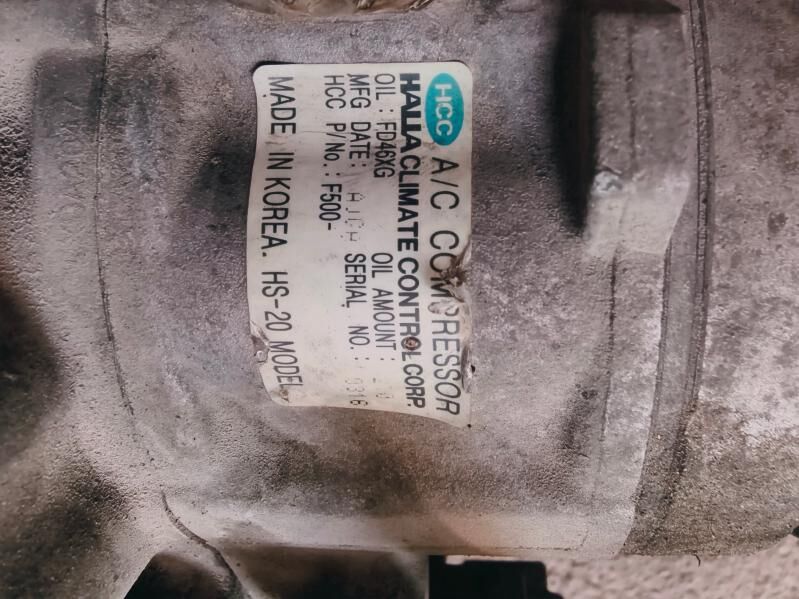 HCC A/C COMPRESSOR
HALLA CLIMATE CONTROL CORP.
OIL : FD46XG OIL AMOUNT :
MFG DATE: SERIAL NO.: 0316
HCC P/No.: F500-
MADE IN KOREA. HS-20 MODEL